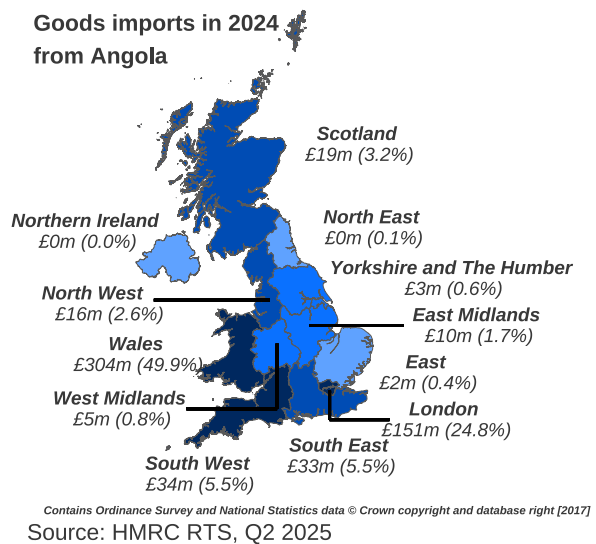 Goods imports in 2024
from Angola
Scotland
£19m (3.2%)
Northern Ireland
£0m (0.0%)
North East
£0m (0.1%)
Yorkshire and The Humber
£3m (0.6%)
North West
£16m (2.6%)
East Midlands
£10m (1.7%)
Wales
£304m (49.9%)
East
£2m (0.4%)
West Midlands
£5m (0.8%)
London
£151m (24.8%)
South East
£33m (5.5%)
South West
£34m (5.5%)
Contains Ordinance Survey and National Statistics data © Crown copyright and database right [2017]
Source: HMRC RTS, Q2 2025